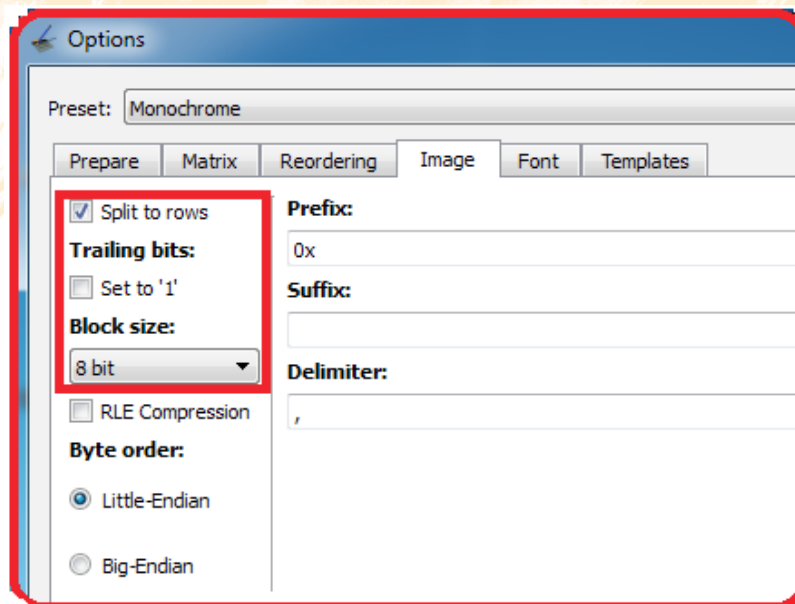 Options
Preset: Monochrome
Prepare Matrix Reordering Image Font Templates
Split to rows
Trailing bits:
Set to '1'
Block size:
8 bit
RLE Compression
Byte order:
Little-Endian
Big-Endian
Prefix:
0x
Suffix:
Delimiter:
,